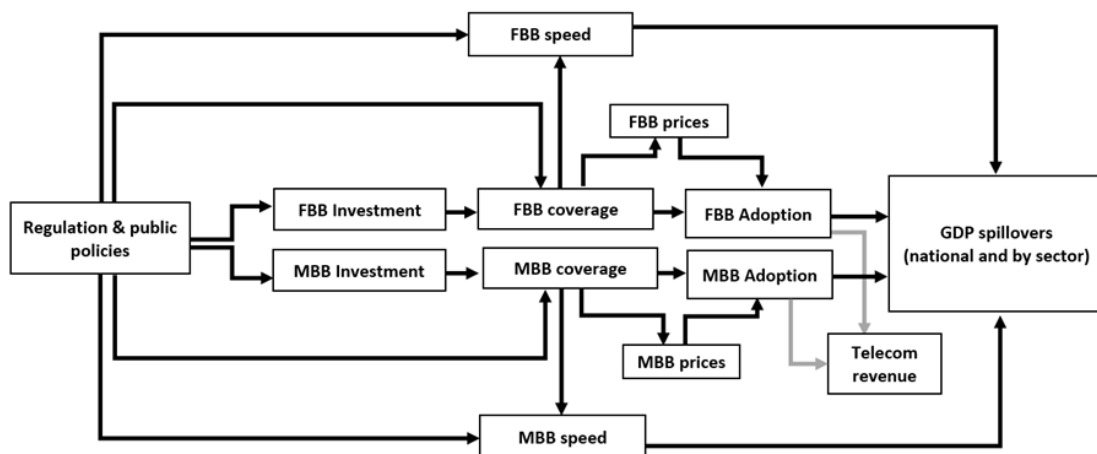 FBB speed
FBB prices
Regulation & public
policies
FBB Investment
FBB coverage
FBB Adoption
GDP spillovers
(national and by sector)
MBB Investment
MBB coverage
MBB Adoption
MBB prices
Telecom
revenue
MBB speed